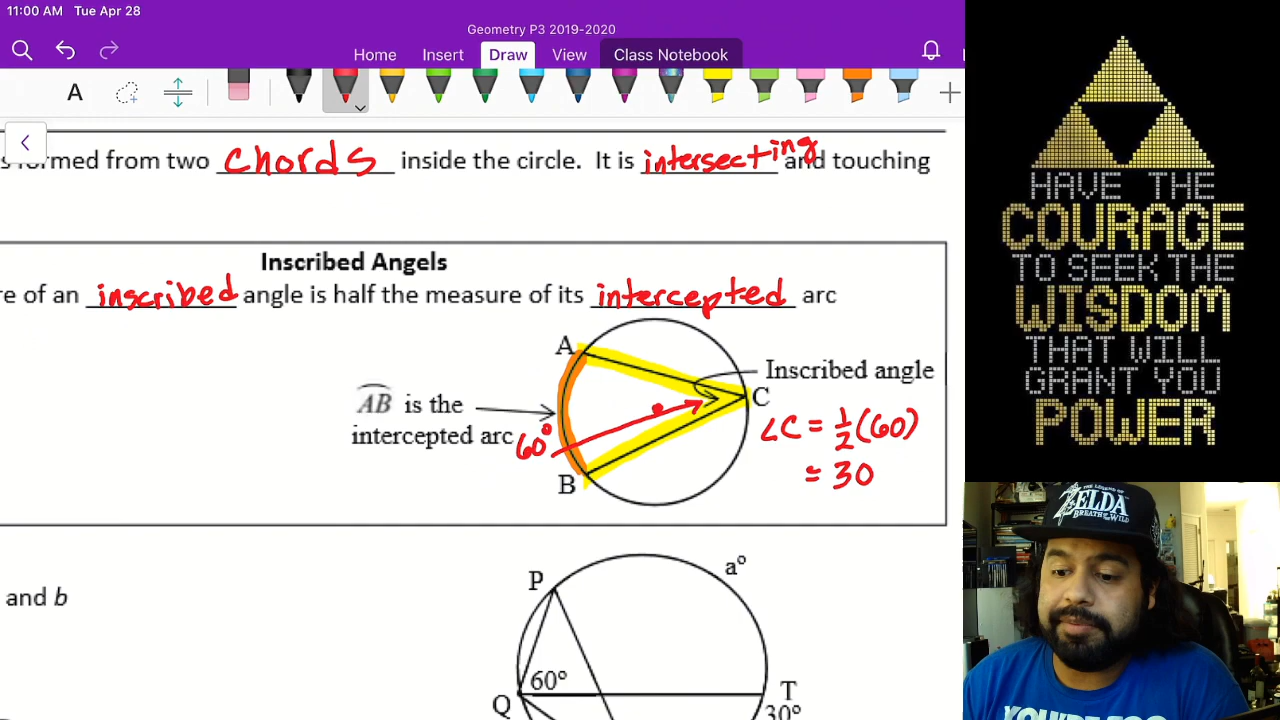 11:00 AM Tue Apr 28
Geometry P3 2019-2020
Home Insert Draw View Class Notebook
A
formed from two chords inside the circle. It is intersecting and touching
Inscribed Angels
re of an inscribed angle is half the measure of its intercepted arc
A
Inscribed angle
C
AB is the
intercepted arc
60°
B
∠C = 1/2(60)
= 30
and b
P
a°
60°
Q
T
30°
HAVE THE
COURAGE
TO SEEK THE
WISDOM
THAT WILL
GRANT YOU
POWER
THE LEGEND OF
ZELDA
BREATH OF THE WILD